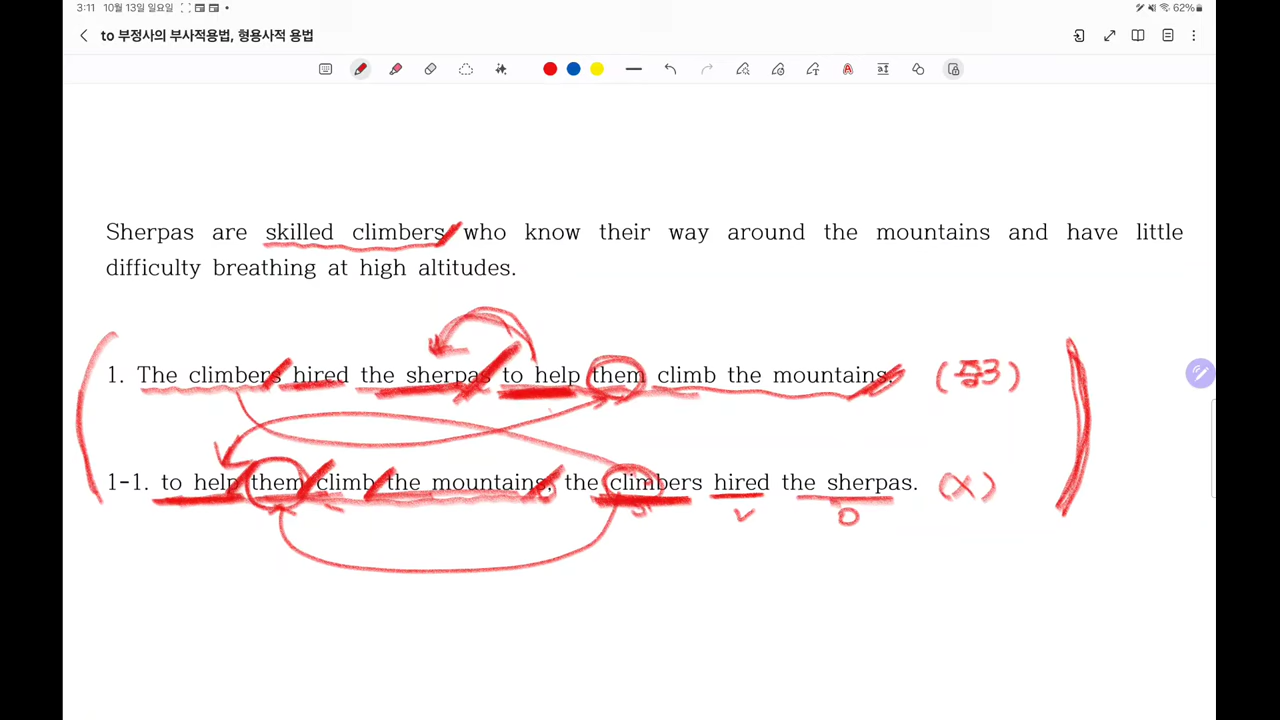 3:11 10월 13일 일요일
62%
to 부정사의 부사적용법, 형용사적 용법
Sherpas are skilled climbers who know their way around the mountains and have little
difficulty breathing at high altitudes.
1. The climbers hired the sherpas to help them climb the mountains. (중3)
1-1. to help them climb the mountains, the climbers hired the sherpas. (X)
S V O